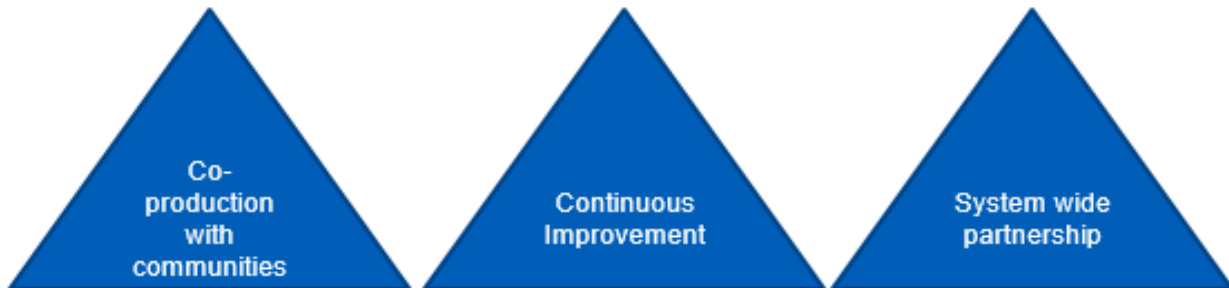 Co-
production
with
communities
Continuous
Improvement
System wide
partnership